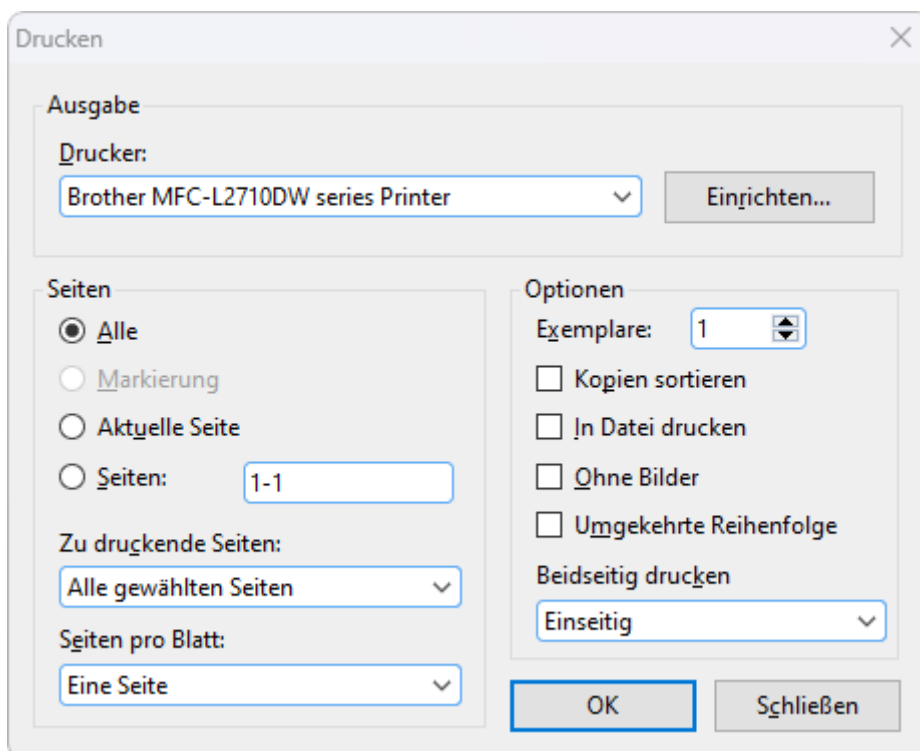 Drucken
Ausgabe
Drucker:
Brother MFC-L2710DW series Printer
Einrichten...
Seiten
Alle
Markierung
Aktuelle Seite
Seiten:
1-1
Zu druckende Seiten:
Alle gewählten Seiten
Seiten pro Blatt:
Eine Seite
Optionen
Exemplare:
1
Kopien sortieren
In Datei drucken
Ohne Bilder
Umgekehrte Reihenfolge
Beidseitig drucken
Einseitig
OK
Schließen